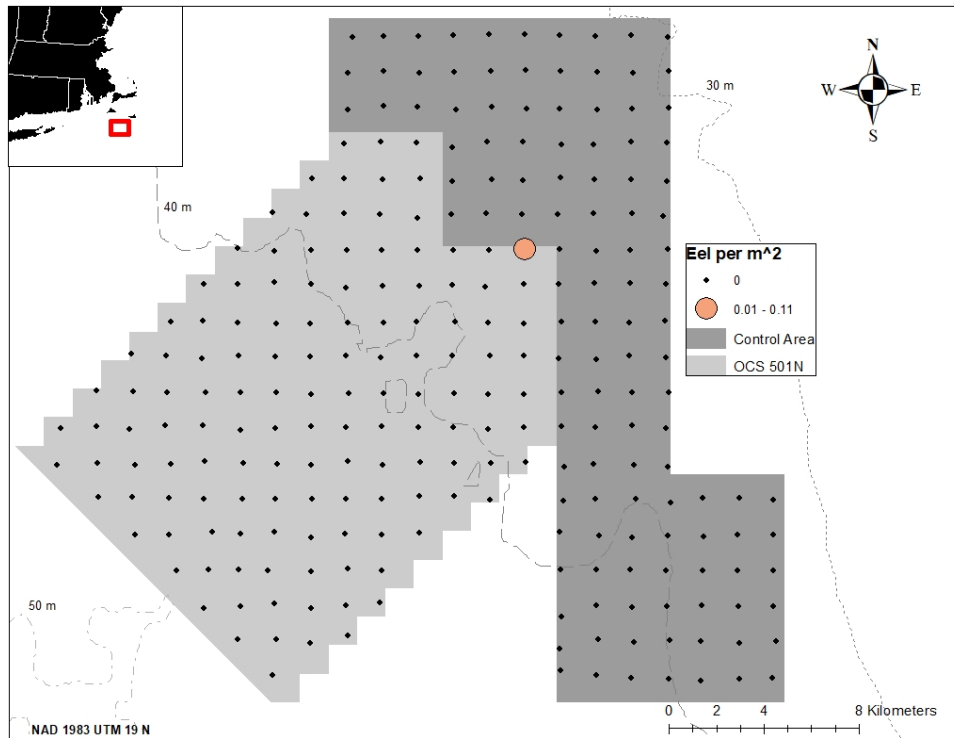 30 m
N
W E
S
40 m
Eel per m^2
0
0.01 - 0.11
Control Area
OCS 501N
50 m
NAD 1983 UTM 19 N
0 2 4 8 Kilometers